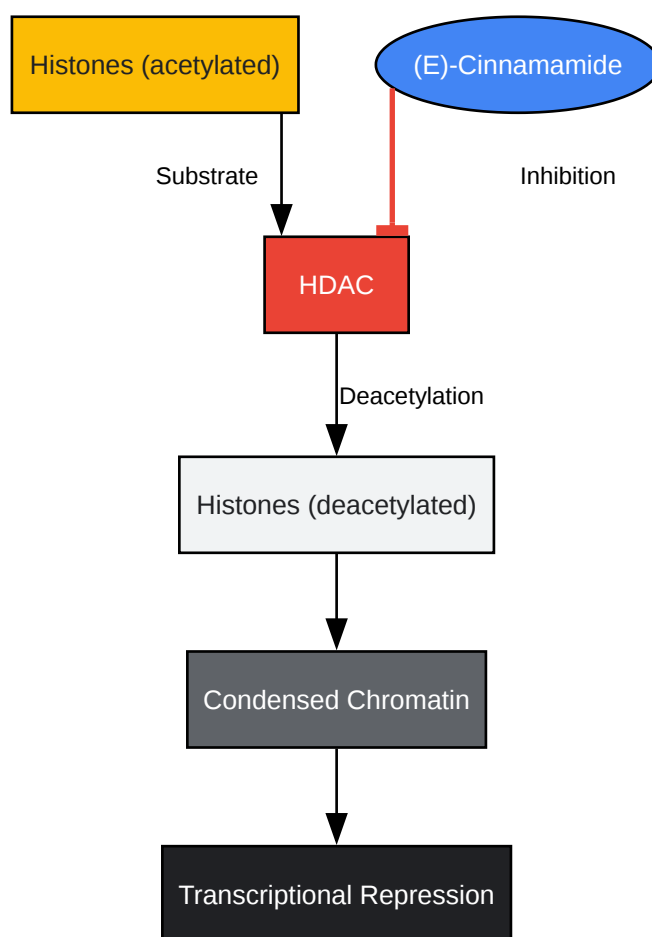 Histones (acetylated)
(E)-Cinnamamide
Substrate
Inhibition
HDAC
Deacetylation
Histones (deacetylated)
Condensed Chromatin
Transcriptional Repression